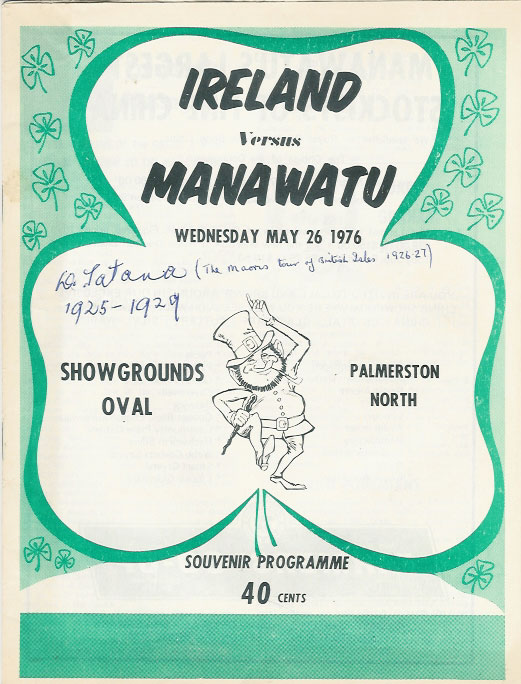 IRELAND
Versus
MANAWATU
WEDNESDAY MAY 26 1976
Tatana (The Maoris tour of British Isles 1926-27)
1925-1929
SHOWGROUNDS
OVAL
PALMERSTON
NORTH
SOUVENIR PROGRAMME
40 CENTS